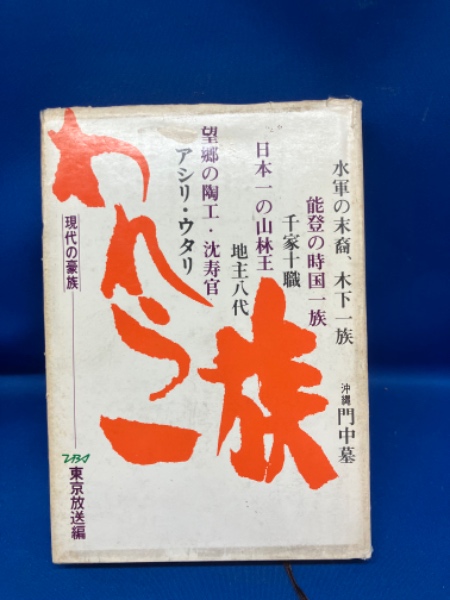 水軍の末裔、木下一族
能登の時国一族
千家十職
日本一の山林王
地主八代
望郷の陶工・沈寿官
アシリ・ウタリ
沖縄 門中墓
われら一族
現代の豪族
TBS 東京放送編